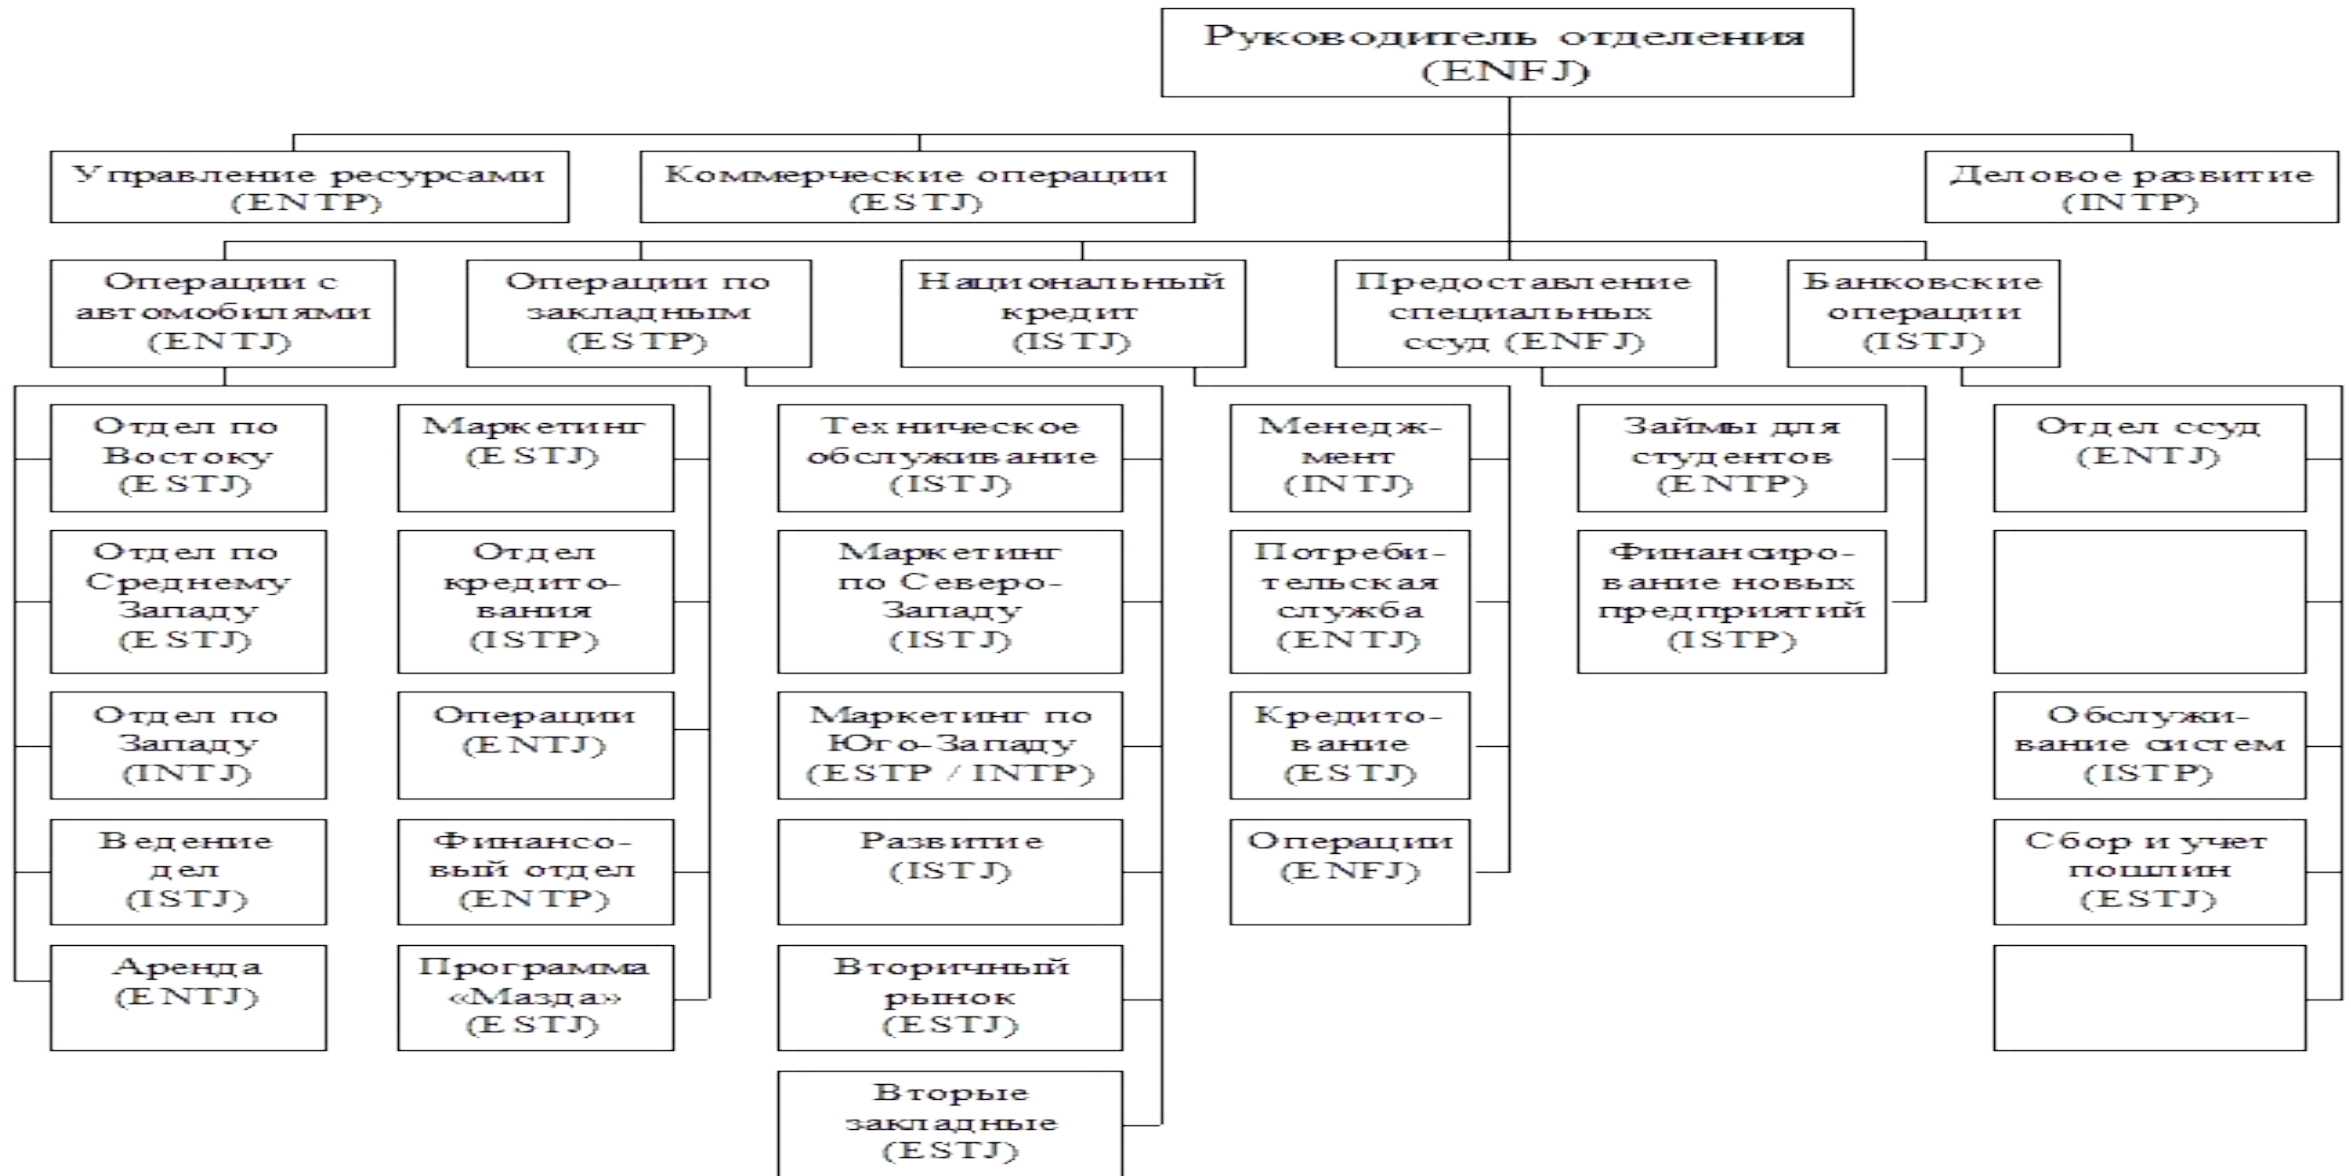 Руководитель отделения
(ENFJ)
Управление ресурсами
(ENTP)
Коммерческие операции
(ESTJ)
Деловое развитие
(INTP)
Операции с
автомобилями
(ENTJ)
Операции по
закладным
(ESTP)
Национальный
кредит
(ISTJ)
Предоставление
специальных
ссуд (ENFJ)
Банковские
операции
(ISTJ)
Отдел по
Востоку
(ESTJ)
Отдел по
Среднему
Западу
(ESTJ)
Отдел по
Западу
(INTJ)
Ведение
дел
(ISTJ)
Аренда
(ENTJ)
Маркетинг
(ESTJ)
Отдел
кредито-
вания
(ISTP)
Операции
(ENTJ)
Финансо-
вый отдел
(ENTP)
Программа
«Мазда»
(ESTJ)
Техническое
обслуживание
(ISTJ)
Маркетинг
по Северо-
Западу
(ISTJ)
Маркетинг по
Юго-Западу
(ESTP / INTP)
Развитие
(ISTJ)
Вторичный
рынок
(ESTJ)
Вторые
закладные
(ESTJ)
Менедж-
мент
(INTJ)
Потреби-
тельская
служба
(ENTJ)
Кредито-
вание
(ESTJ)
Операции
(ENFJ)
Займы для
студентов
(ENTP)
Финансиро-
вание новых
предприятий
(ISTP)
Отдел ссуд
(ENTJ)
Обслужи-
вание систем
(ISTP)
Сбор и учет
пошлин
(ESTJ)